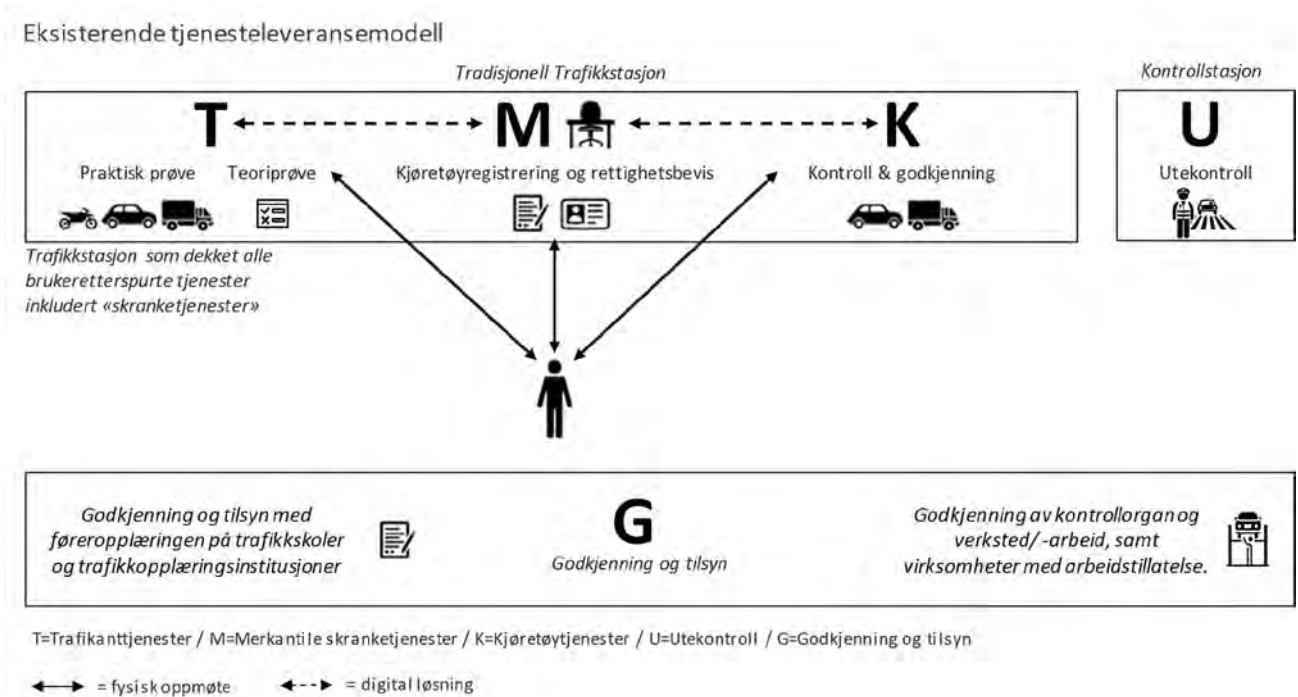 Eksisterende tjenesteleveransemodell
Tradisjonell Trafikkstasjon
Kontrollstasjon
T
M
K
U
Praktisk prøve
Teoriprøve
Kjøretøyregistrering og rettighetsbevis
Kontroll & godkjenning
Utekontroll
Trafikkstasjon som dekket alle
brukeretterspurte tjenester
inkludert «skranketjenester»
Godkjenning og tilsyn med
føreropplæringen på trafikkskoler
og trafikkopplæringsinstitusjoner
G
Godkjenning og tilsyn
Godkjenning av kontrollorgan og
verksted/ -arbeid, samt
virksomheter med arbeidstillatelse.
T=Trafikanttjenester / M=Merkantile skranketjenester / K=Kjøretøytjenester / U=Utekontroll / G=Godkjenning og tilsyn
= fysisk oppmøte
= digital løsning